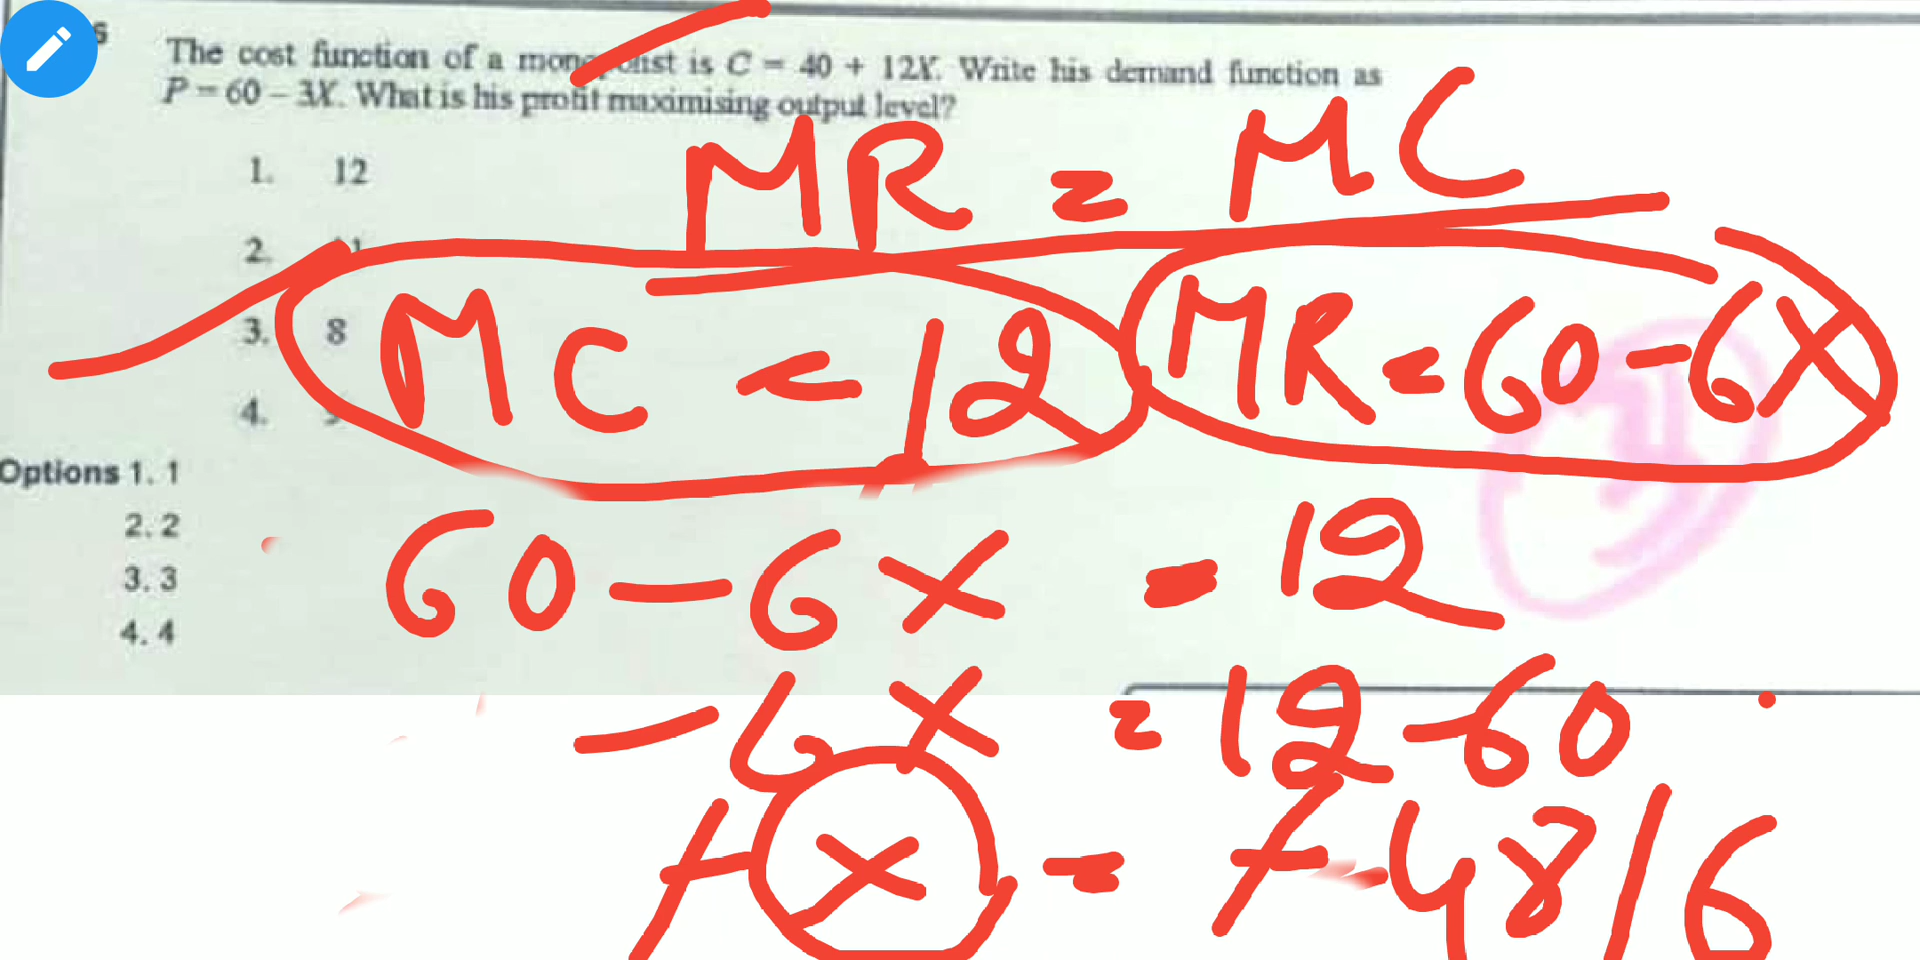 The cost function of a monopolist is C = 40 + 12X. Write his demand function as
P = 60 – 3X. What is his profit maximising output level?
1. 12
MR = MC
2.
3. 8
MC = 12 MR = 60 - 6X
4.
Options 1. 1
2. 2
60 - 6X = 12
3. 3
4. 4
- 6X = 12 - 60
- X = - 48/6